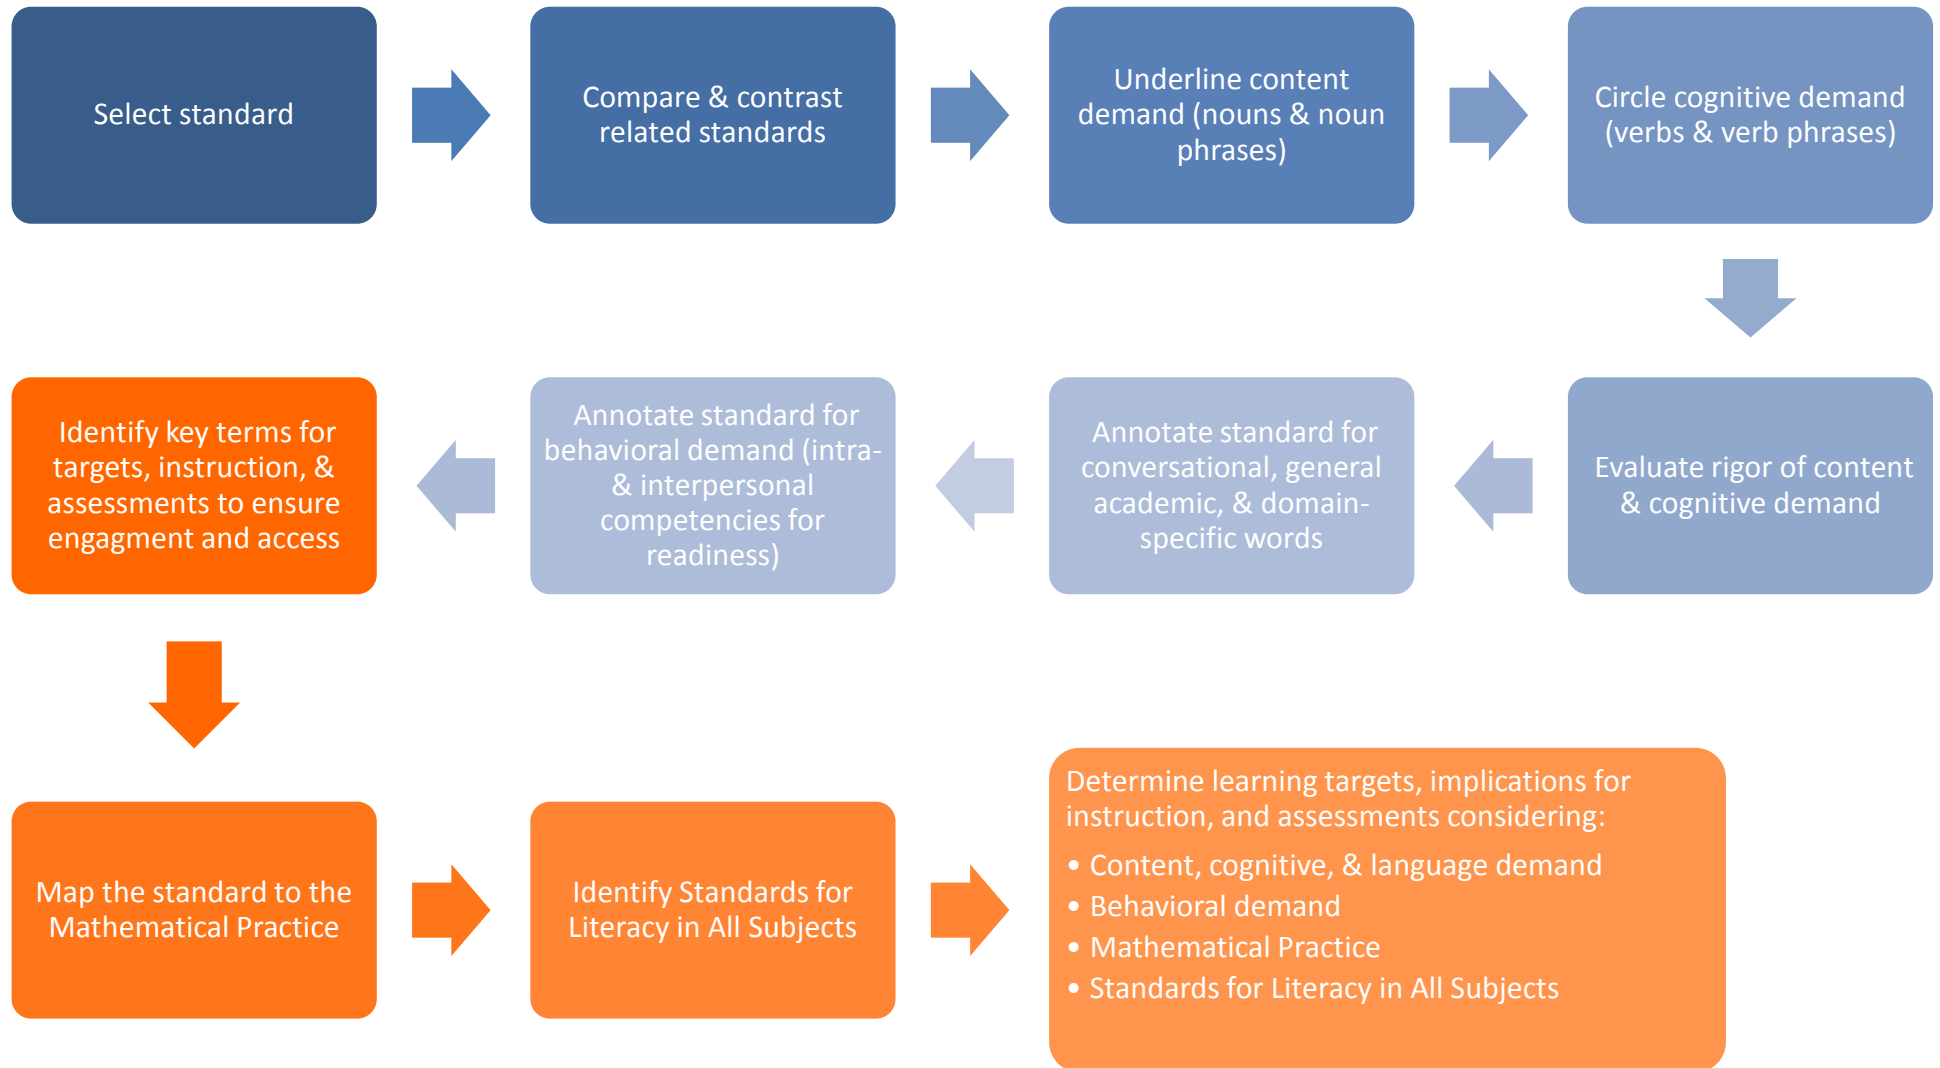 Select standard
Compare & contrast
related standards
Underline content
demand (nouns & noun
phrases)
Circle cognitive demand
(verbs & verb phrases)
Evaluate rigor of content
& cognitive demand
Annotate standard for
conversational, general
academic, & domain-
specific words
Annotate standard for
behavioral demand (intra-
& interpersonal
competencies for
readiness)
Identify key terms for
targets, instruction, &
assessments to ensure
engagment and access
Map the standard to the
Mathematical Practice
Identify Standards for
Literacy in All Subjects
Determine learning targets, implications for
instruction, and assessments considering:
• Content, cognitive, & language demand
• Behavioral demand
• Mathematical Practice
• Standards for Literacy in All Subjects